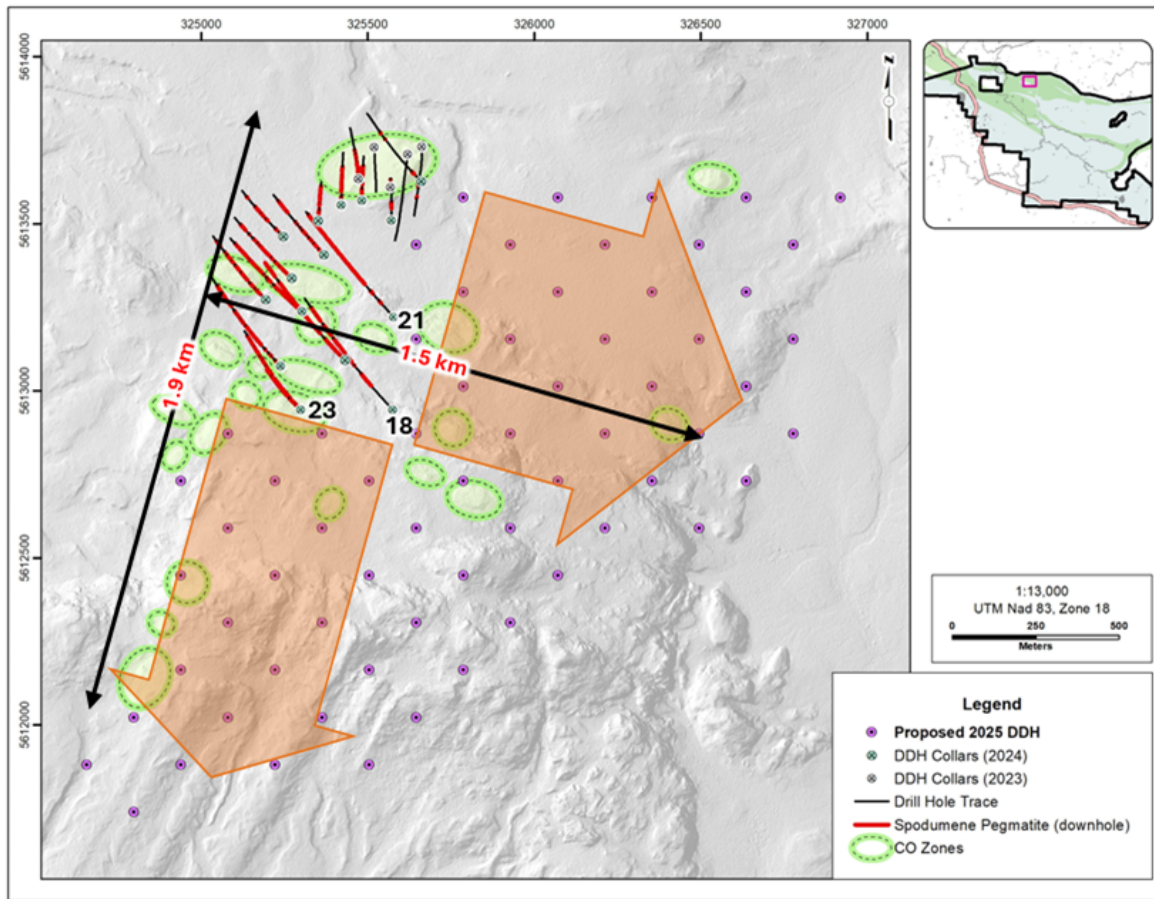 325000
325500
326000
326500
327000
5614000
5613500
5613000
5612500
5612000
z
21
1.5 km
1.9 km
23
18
1:13,000
UTM Nad 83, Zone 18
0 250 500
Meters
Legend
Proposed 2025 DDH
DDH Collars (2024)
DDH Collars (2023)
Drill Hole Trace
Spodumene Pegmatite (downhole)
CO Zones